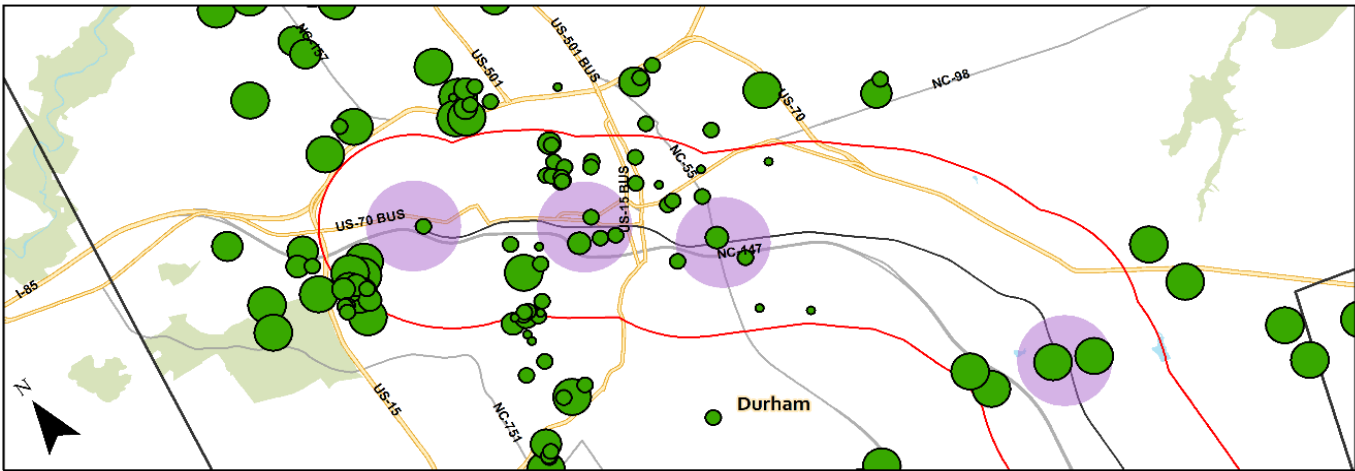 NC-157
US-501
US-501 BUS
NC-98
US-70
NC-55
US-15 BUS
US-70 BUS
NC-147
I-85
N
US-15
NC-751
Durham